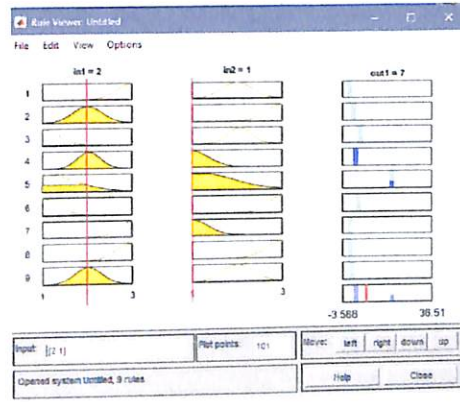 Rule Viewer: Untitled
File Edit View Options
in1 = 2
in2 = 1
out1 = 7
1
2
3
4
5
6
7
8
9
1 3
1 3
-3.568 36.51
Input: [2 1]
Plot points: 101
Move: left right down up
Opened system Untitled, 9 rules
Help Close